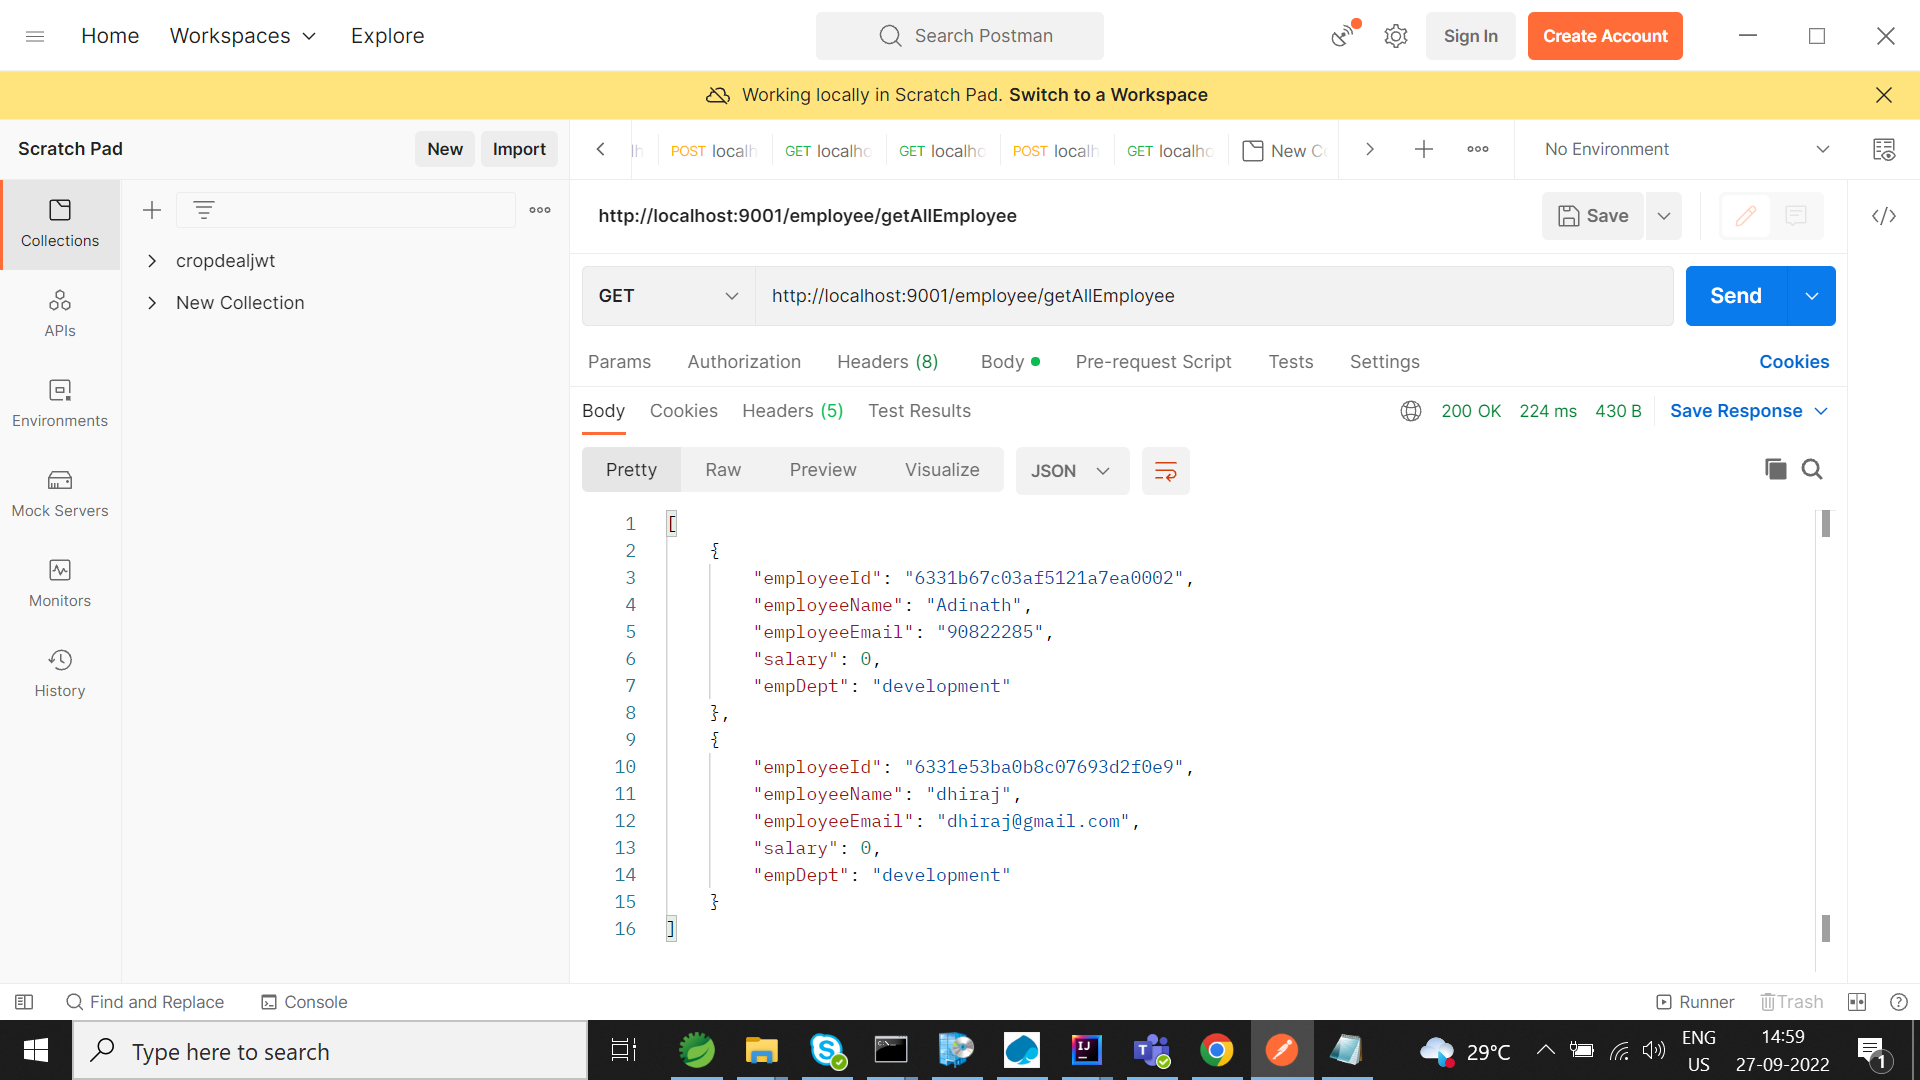 Home Workspaces Explore Search Postman Sign In Create Account
Working locally in Scratch Pad. Switch to a Workspace
Scratch Pad New Import POST localh GET localho GET localho POST localh GET localho New Co No Environment
Collections
APIs
Environments
Mock Servers
Monitors
History
cropdealjwt
New Collection
http://localhost:9001/employee/getAllEmployee Save
GET http://localhost:9001/employee/getAllEmployee Send
Params Authorization Headers (8) Body Pre-request Script Tests Settings Cookies
Body Cookies Headers (5) Test Results 200 OK 224 ms 430 B Save Response
Pretty Raw Preview Visualize JSON
1 [
2 {
3 "employeeId": "6331b67c03af5121a7ea0002",
4 "employeeName": "Adinath",
5 "employeeEmail": "90822285",
6 "salary": 0,
7 "empDept": "development"
8 },
9 {
10 "employeeId": "6331e53ba0b8c07693d2f0e9",
11 "employeeName": "dhiraj",
12 "employeeEmail": "dhiraj@gmail.com",
13 "salary": 0,
14 "empDept": "development"
15 }
16 ]
Find and Replace Console Runner Trash
Type here to search 29°C ENG US 14:59 27-09-2022 1